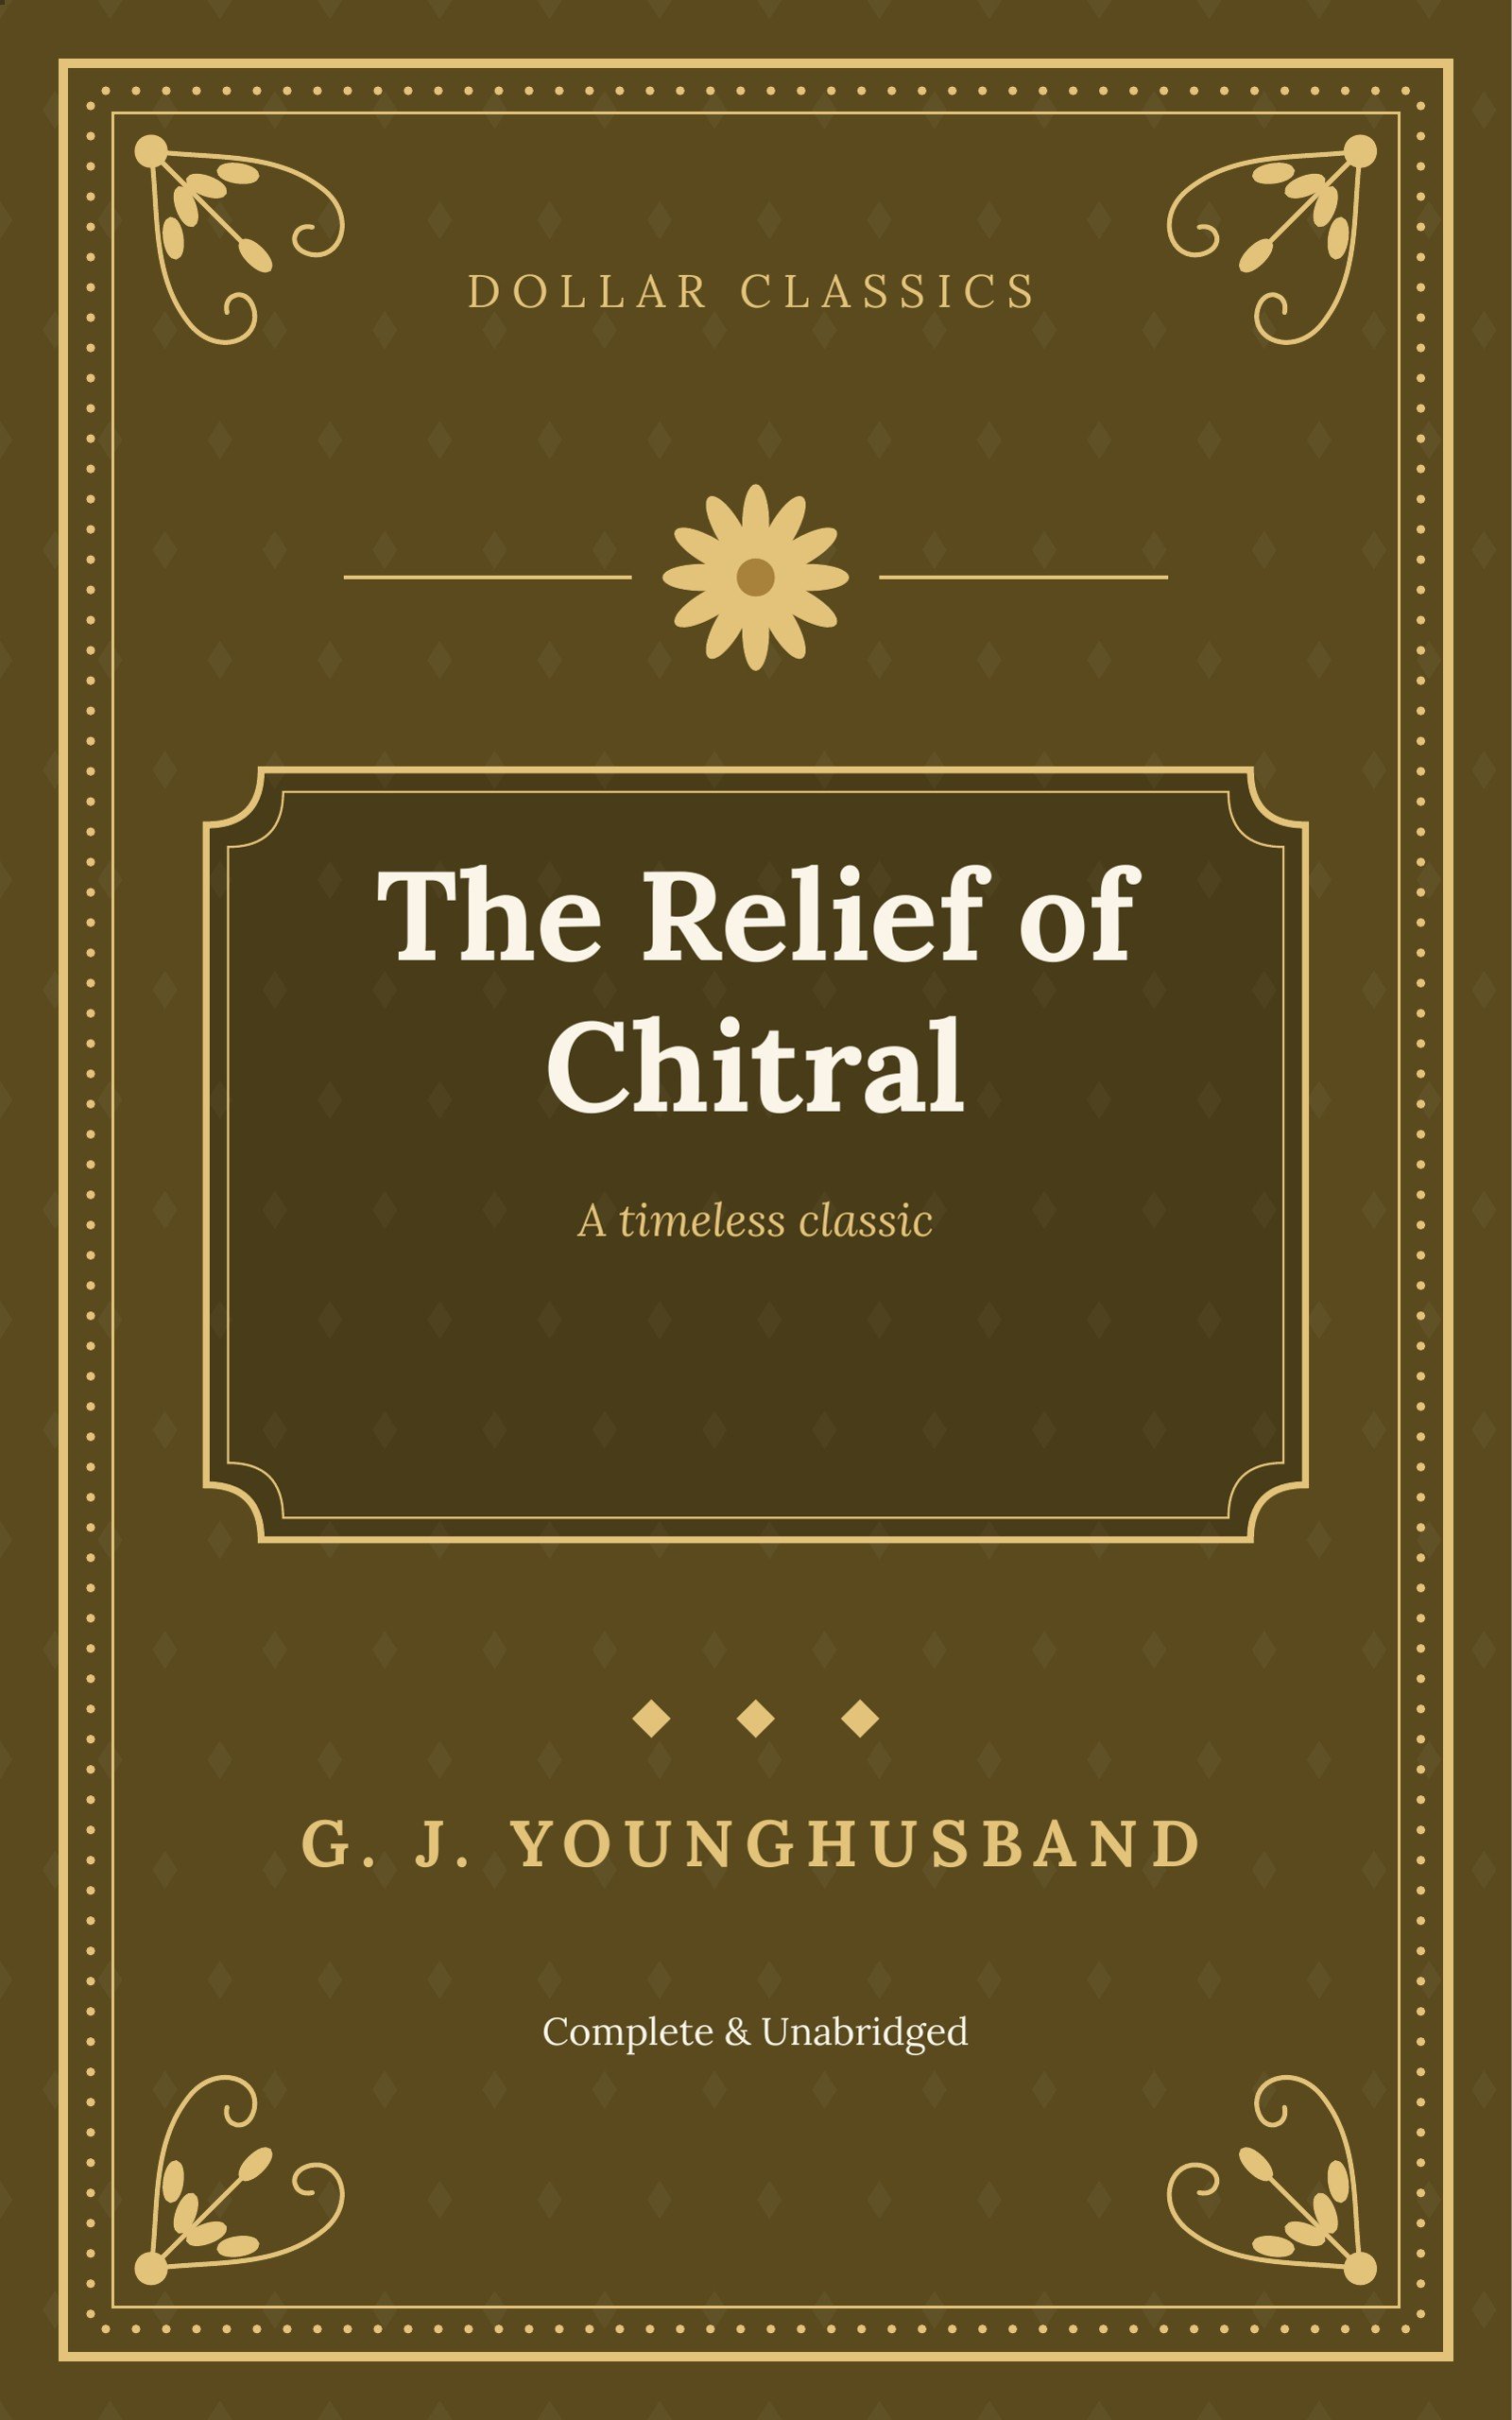 DOLLAR CLASSICS
The Relief of
Chitral
A timeless classic
G. J. YOUNGHUSBAND
Complete & Unabridged